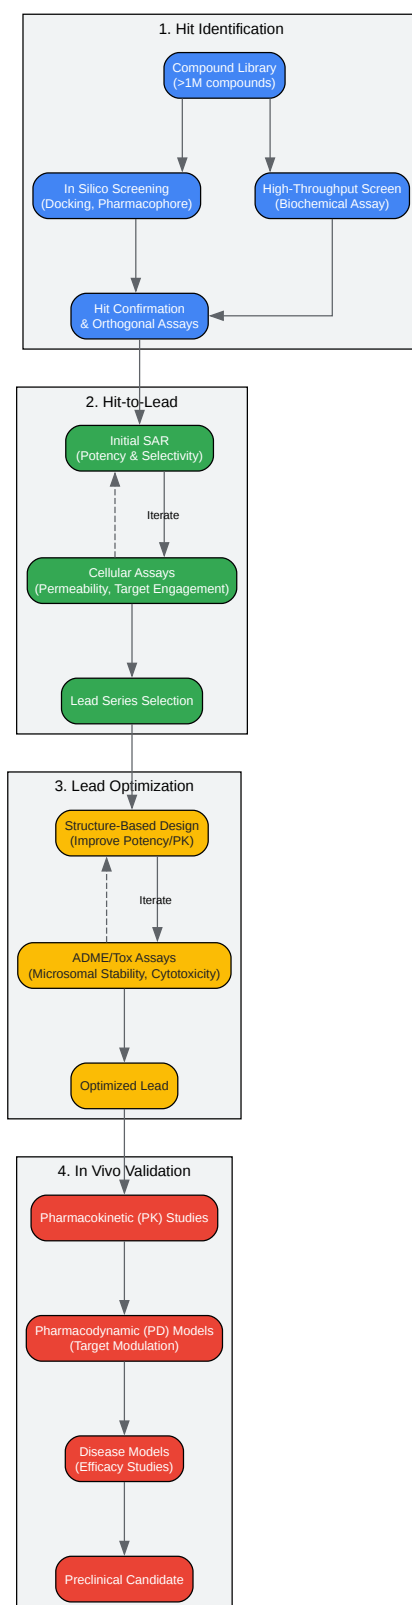 1. Hit Identification
Compound Library
(>1M compounds)
In Silico Screening
(Docking, Pharmacophore)
High-Throughput Screen
(Biochemical Assay)
Hit Confirmation
& Orthogonal Assays
2. Hit-to-Lead
Initial SAR
(Potency & Selectivity)
Iterate
Cellular Assays
(Permeability, Target Engagement)
Lead Series Selection
3. Lead Optimization
Structure-Based Design
(Improve Potency/PK)
Iterate
ADME/Tox Assays
(Microsomal Stability, Cytotoxicity)
Optimized Lead
4. In Vivo Validation
Pharmacokinetic (PK) Studies
Pharmacodynamic (PD) Models
(Target Modulation)
Disease Models
(Efficacy Studies)
Preclinical Candidate